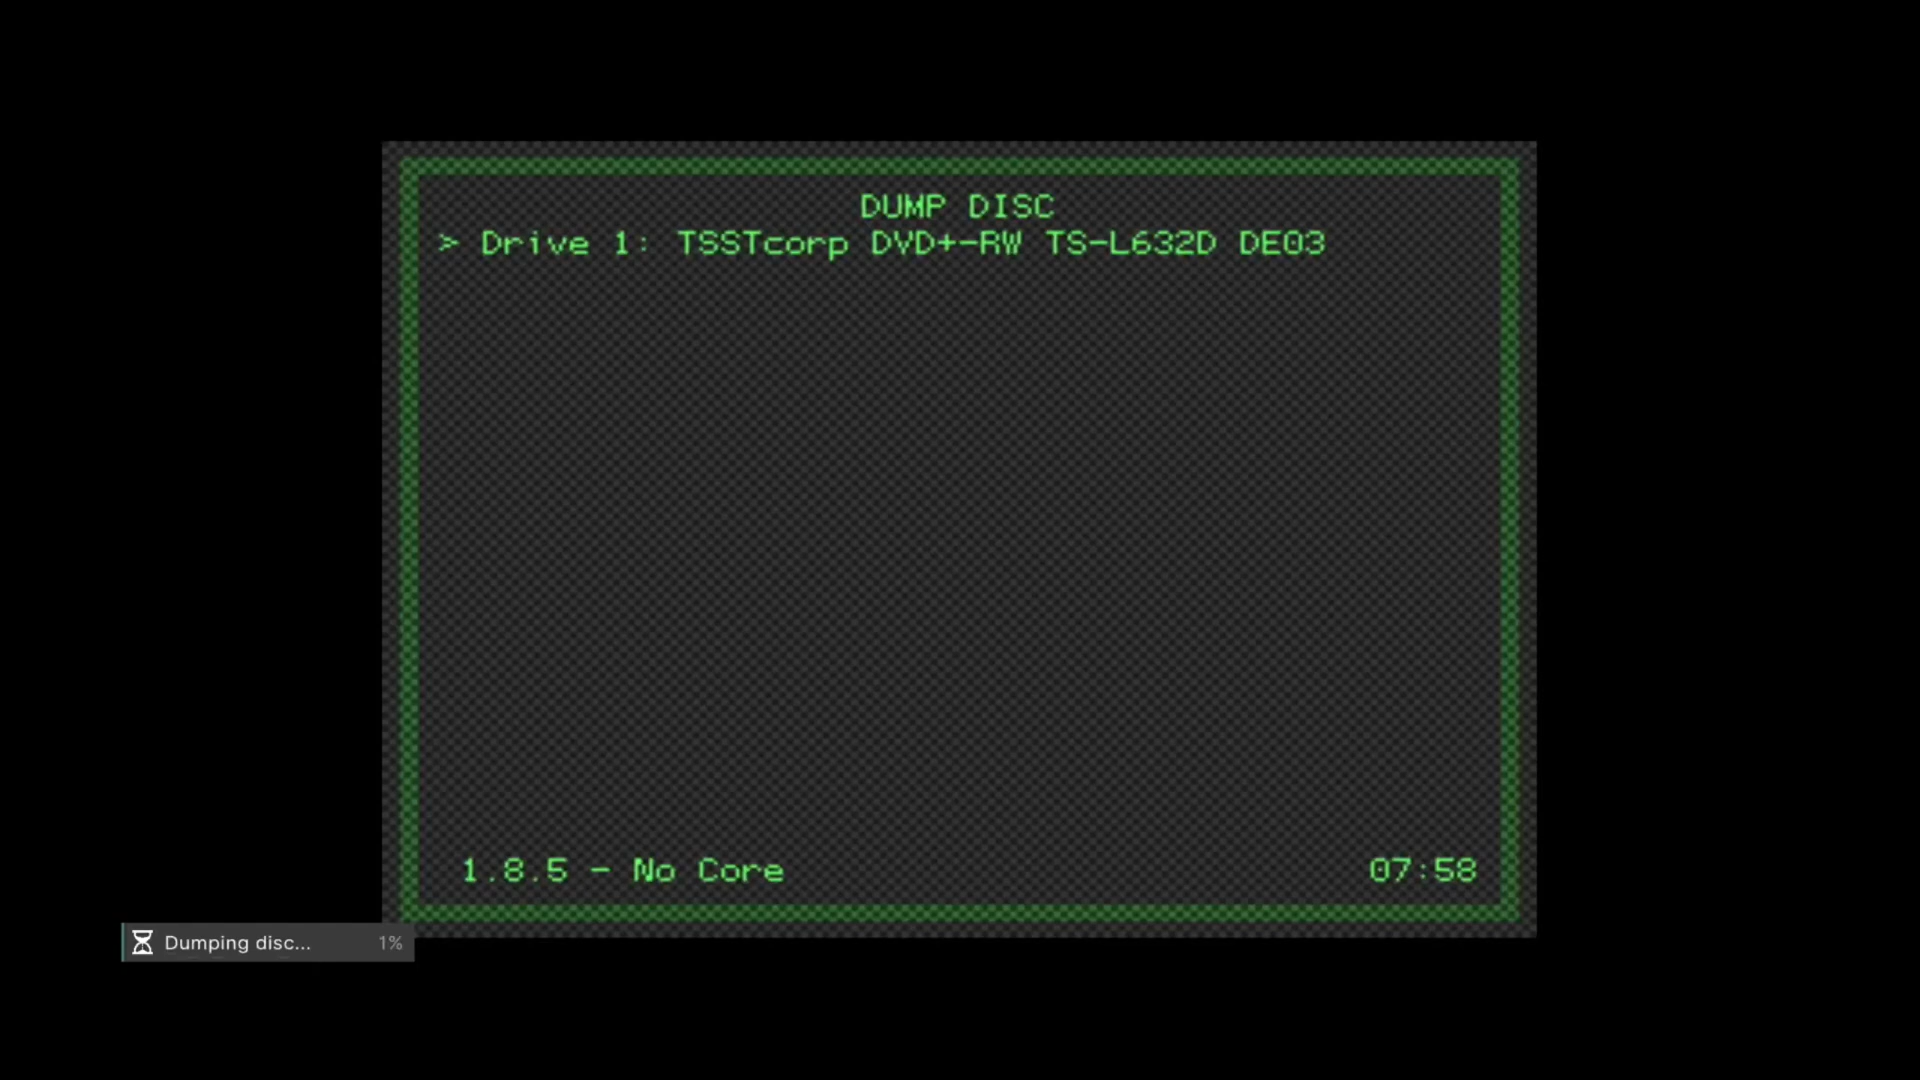 DUMP DISC
> Drive 1: TSSTcorp DVD+-RW TS-L632D DE03
1.8.5 - No Core
07:58
Dumping disc... 1%